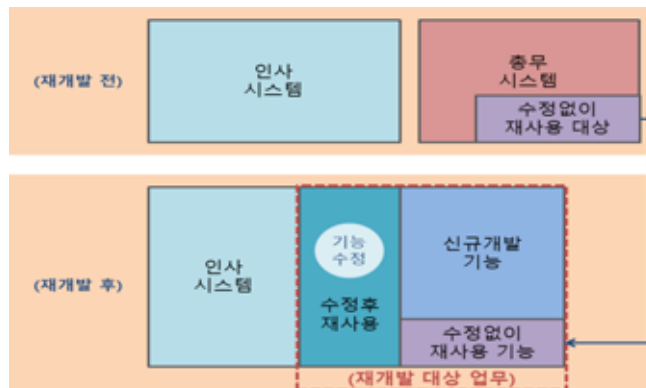 (재개발 전)
인사
시스템
총무
시스템
수정없이
재사용 대상
(재개발 후)
인사
시스템
기능
수정
수정후
재사용
신규개발
기능
수정없이
재사용 기능
(재개발 대상 업무)